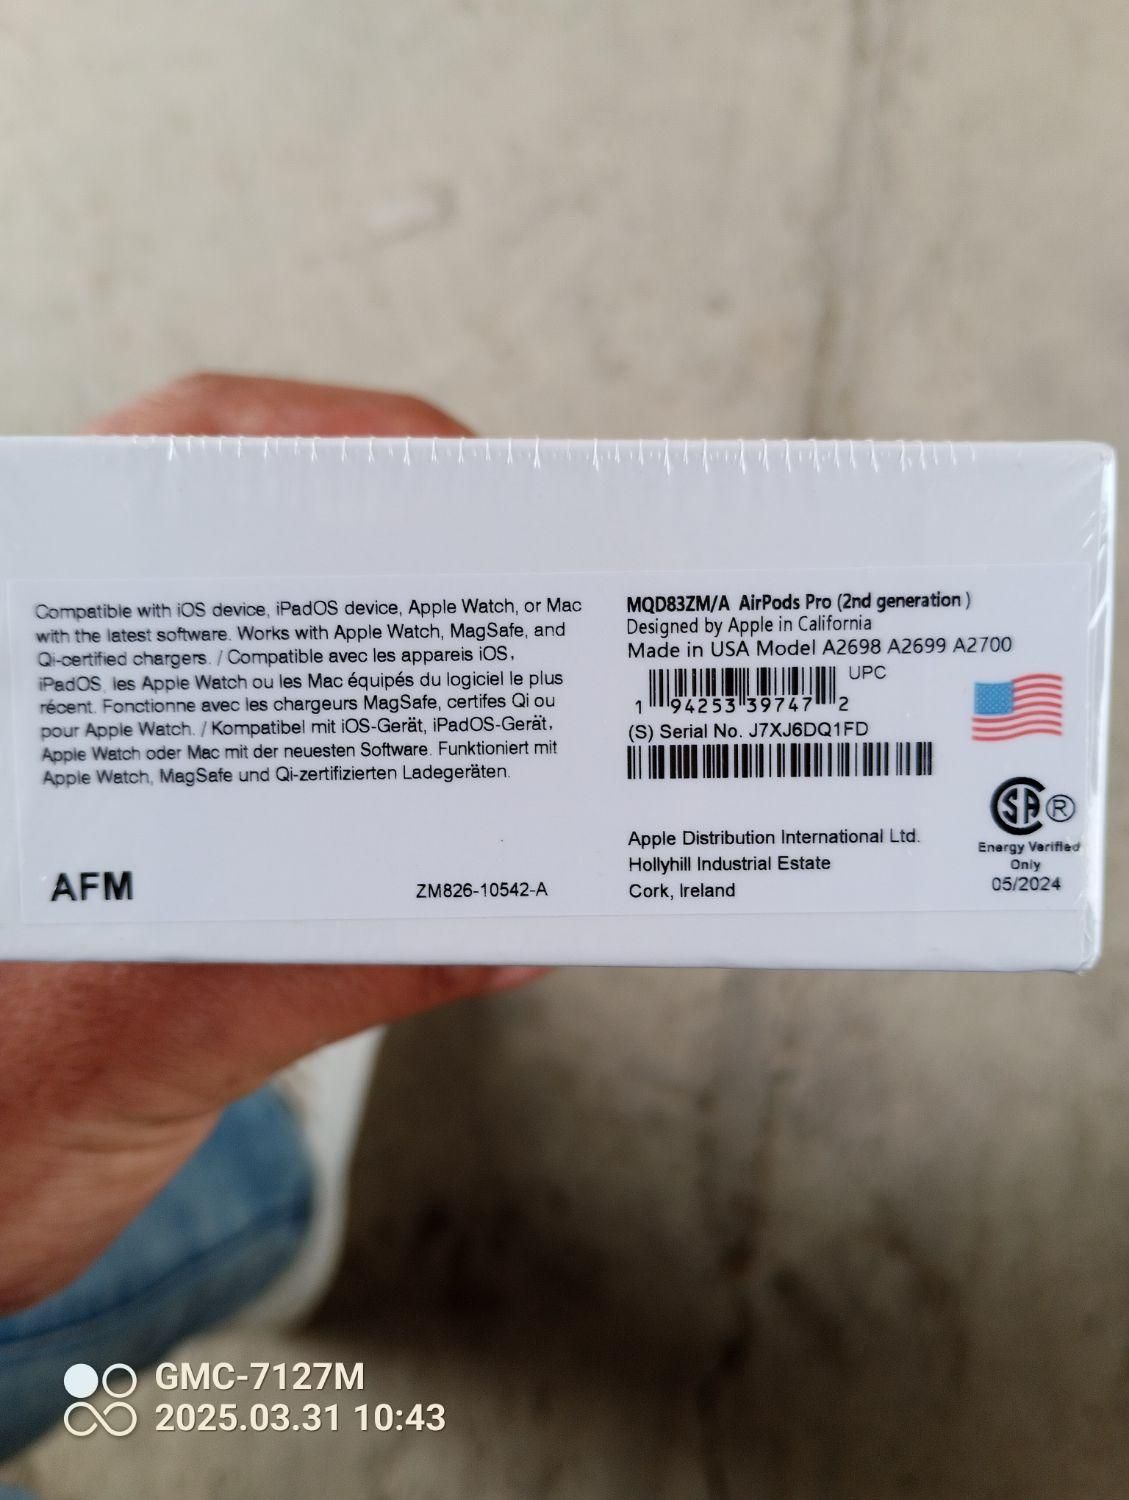 Compatible with iOS device, iPadOS device, Apple Watch, or Mac
with the latest software. Works with Apple Watch, MagSafe, and
Qi-certified chargers. / Compatible avec les appareils iOS,
iPadOS, les Apple Watch ou les Mac équipés du logiciel le plus
récent. Fonctionne avec les chargeurs MagSafe, certifes Qi ou
pour Apple Watch. / Kompatibel mit iOS-Gerät, iPadOS-Gerät,
Apple Watch oder Mac mit der neuesten Software. Funktioniert mit
Apple Watch, MagSafe und Qi-zertifizierten Ladegeräten.
AFM
ZM826-10542-A
MQD83ZM/A AirPods Pro (2nd generation )
Designed by Apple in California
Made in USA Model A2698 A2699 A2700
UPC
1 94253 39747 2
(S) Serial No. J7XJ6DQ1FD
Apple Distribution International Ltd.
Hollyhill Industrial Estate
Cork, Ireland
SA ®
Energy Verified
Only
05/2024
GMC-7127M
2025.03.31 10:43